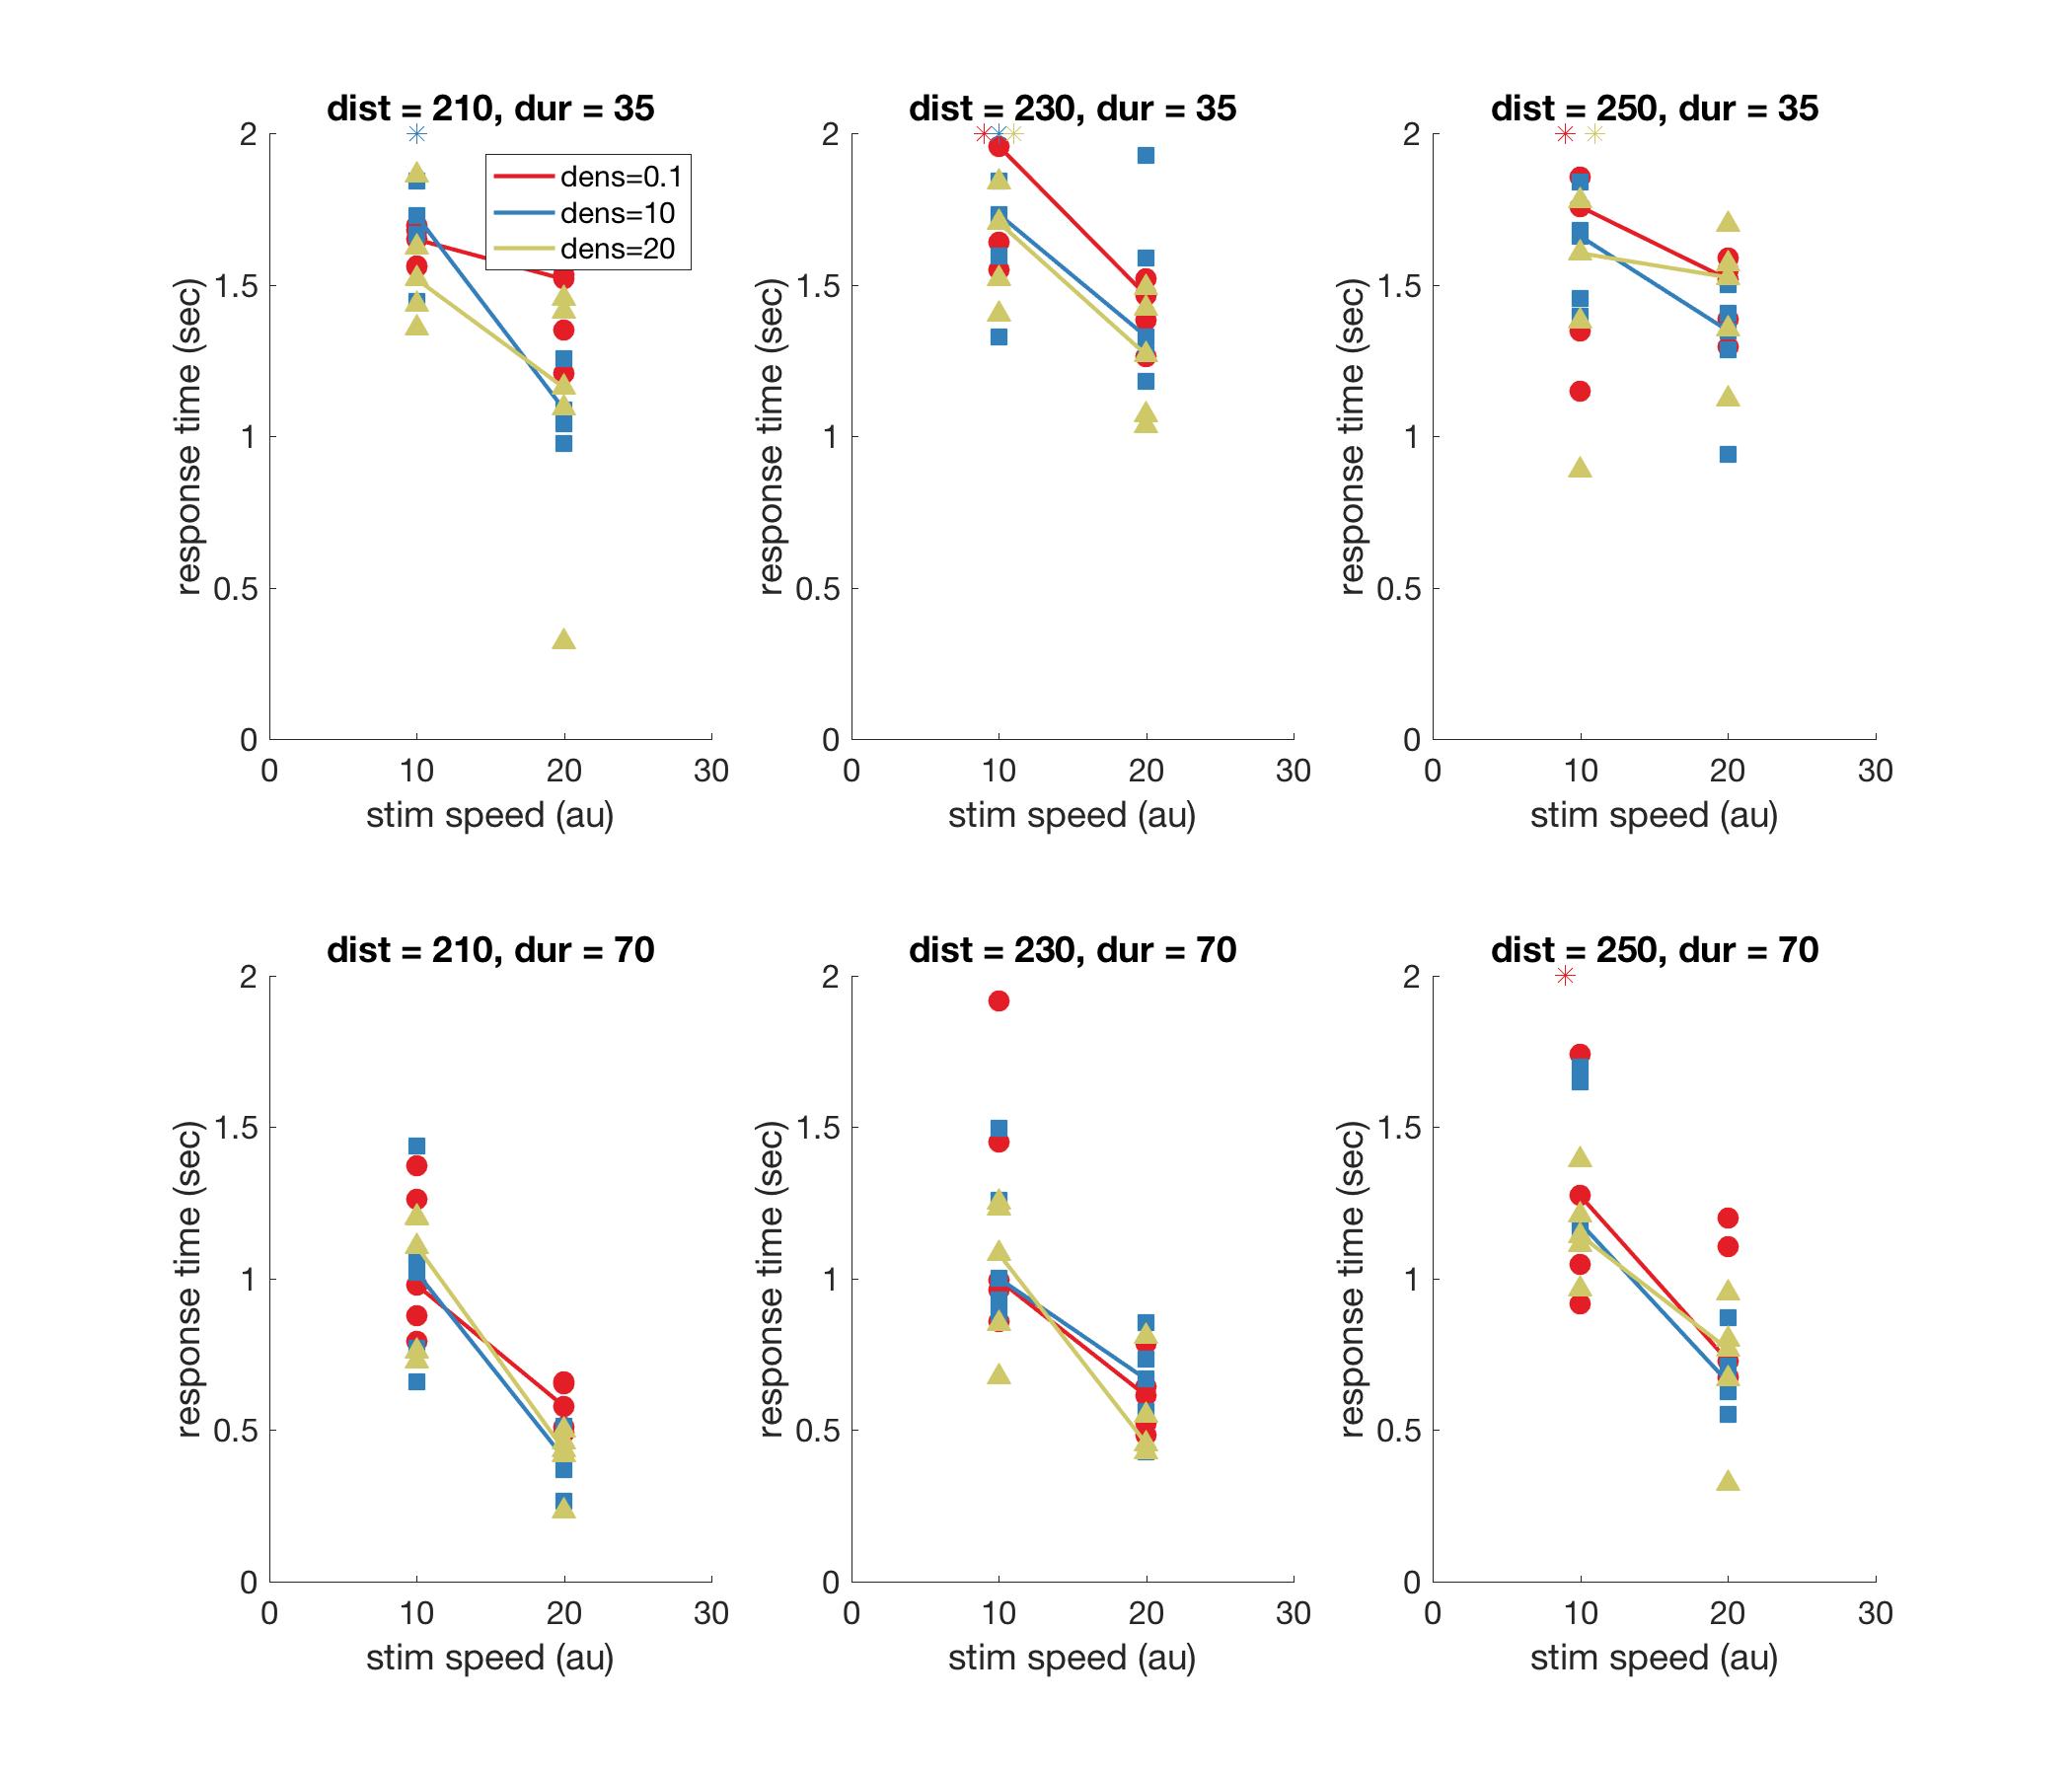 dist = 210, dur = 35
2
1.5
1
0.5
0
0
10
20
30
response time (sec)
stim speed (au)
dens=0.1
dens=10
dens=20
dist = 230, dur = 35
2
1.5
1
0.5
0
0
10
20
30
response time (sec)
stim speed (au)
dist = 250, dur = 35
2
1.5
1
0.5
0
0
10
20
30
response time (sec)
stim speed (au)
dist = 210, dur = 70
2
1.5
1
0.5
0
0
10
20
30
response time (sec)
stim speed (au)
dist = 230, dur = 70
2
1.5
1
0.5
0
0
10
20
30
response time (sec)
stim speed (au)
dist = 250, dur = 70
2
1.5
1
0.5
0
0
10
20
30
response time (sec)
stim speed (au)